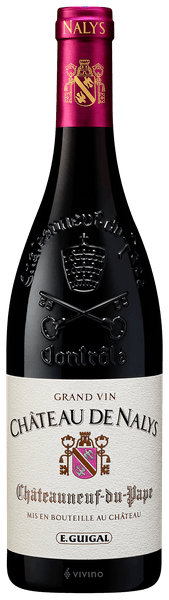 NALYS
Châteauneuf-du-Pape
Contrôlé
GRAND VIN
CHÂTEAU DE NALYS
Châteauneuf-du-Pape
MIS EN BOUTEILLE AU CHÂTEAU
E. GUIGAL
VIVINO